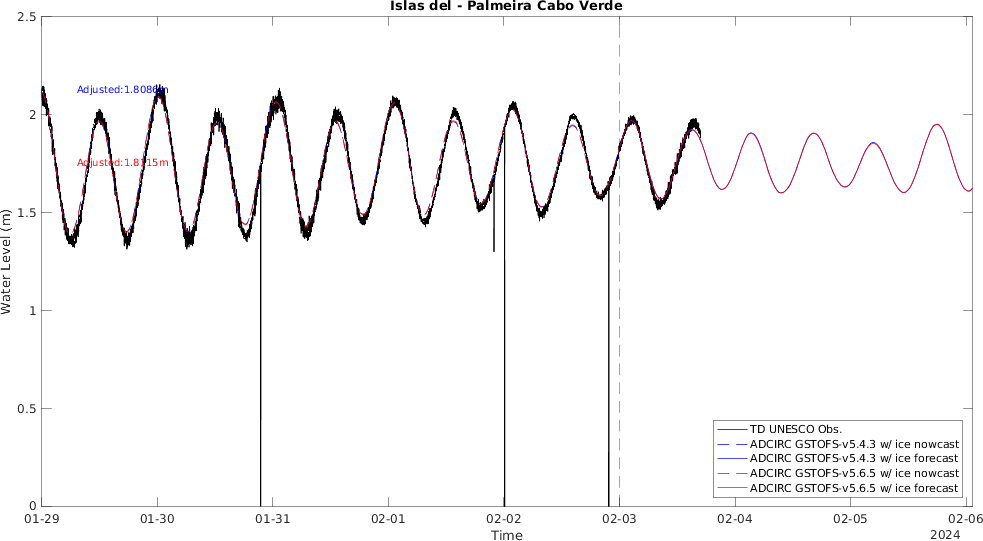 Islas del - Palmeira Cabo Verde
2.5
2
1.5
1
0.5
0
Water Level (m)
Adjusted:1.8086m
Adjusted:1.8115m
TD UNESCO Obs.
ADCIRC GSTOFS-v5.4.3 w/ ice nowcast
ADCIRC GSTOFS-v5.4.3 w/ ice forecast
ADCIRC GSTOFS-v5.6.5 w/ ice nowcast
ADCIRC GSTOFS-v5.6.5 w/ ice forecast
01-29 01-30 01-31 02-01 02-02 02-03 02-04 02-05 02-06
Time
2024